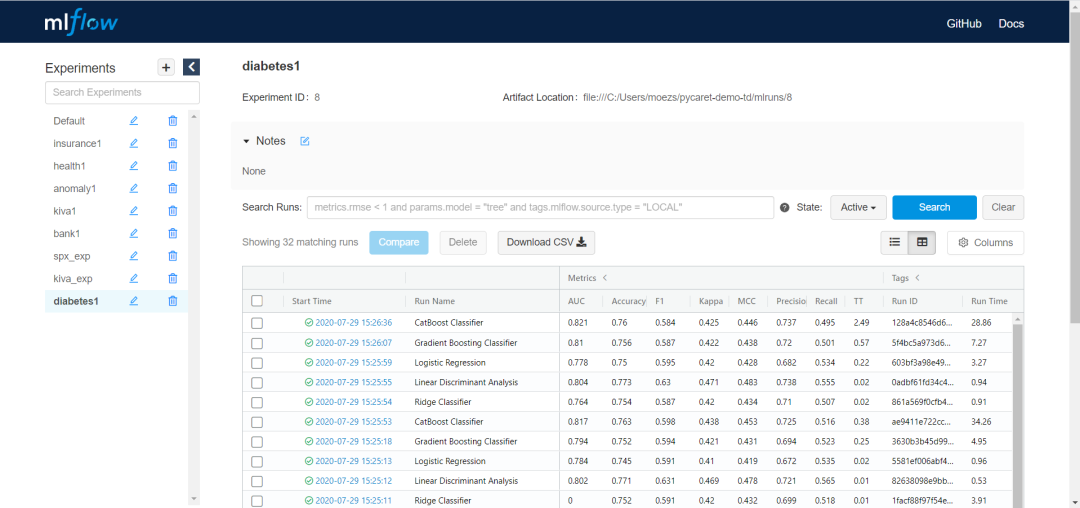 mlflow
GitHub Docs
Experiments
Search Experiments
Default
insurance1
health1
anomaly1
kiva1
bank1
spx_exp
kiva_exp
diabetes1
diabetes1
Experiment ID: 8 Artifact Location: file:///C:/Users/moezs/pycaret-demo-td/mlruns/8
Notes
None
Search Runs: metrics.rmse < 1 and params.model = "tree" and tags.mlflow.source.type = "LOCAL" ? State: Active Search Clear
Showing 32 matching runs Compare Delete Download CSV Columns
Metrics < Tags <
Start Time Run Name AUC Accuracy F1 Kappa MCC Precisio Recall TT Run ID Run Time
2020-07-29 15:26:36 CatBoost Classifier 0.821 0.76 0.584 0.425 0.446 0.737 0.495 2.49 128a4c8546d6... 28.86
2020-07-29 15:26:07 Gradient Boosting Classifier 0.81 0.756 0.587 0.422 0.438 0.72 0.501 0.57 5f4bc5a973d6... 7.27
2020-07-29 15:25:59 Logistic Regression 0.778 0.75 0.595 0.42 0.428 0.682 0.534 0.22 603bf3a98e49... 3.27
2020-07-29 15:25:55 Linear Discriminant Analysis 0.804 0.773 0.63 0.471 0.483 0.738 0.555 0.02 0adbf61fd34c4... 0.94
2020-07-29 15:25:54 Ridge Classifier 0.764 0.754 0.587 0.42 0.434 0.71 0.507 0.02 861a569f0cfb4... 0.91
2020-07-29 15:25:53 CatBoost Classifier 0.817 0.763 0.598 0.438 0.453 0.725 0.516 0.38 ae9411e722cc... 34.26
2020-07-29 15:25:18 Gradient Boosting Classifier 0.794 0.752 0.594 0.421 0.431 0.694 0.523 0.25 3630b3b45d99... 4.95
2020-07-29 15:25:13 Logistic Regression 0.784 0.745 0.591 0.41 0.419 0.672 0.535 0.02 5581ef006abf4... 0.96
2020-07-29 15:25:12 Linear Discriminant Analysis 0.802 0.771 0.631 0.469 0.478 0.721 0.565 0.01 82638098e9bb... 0.53
2020-07-29 15:25:11 Ridge Classifier 0 0.752 0.591 0.42 0.432 0.699 0.518 0.01 1facf88f97f54e... 3.91